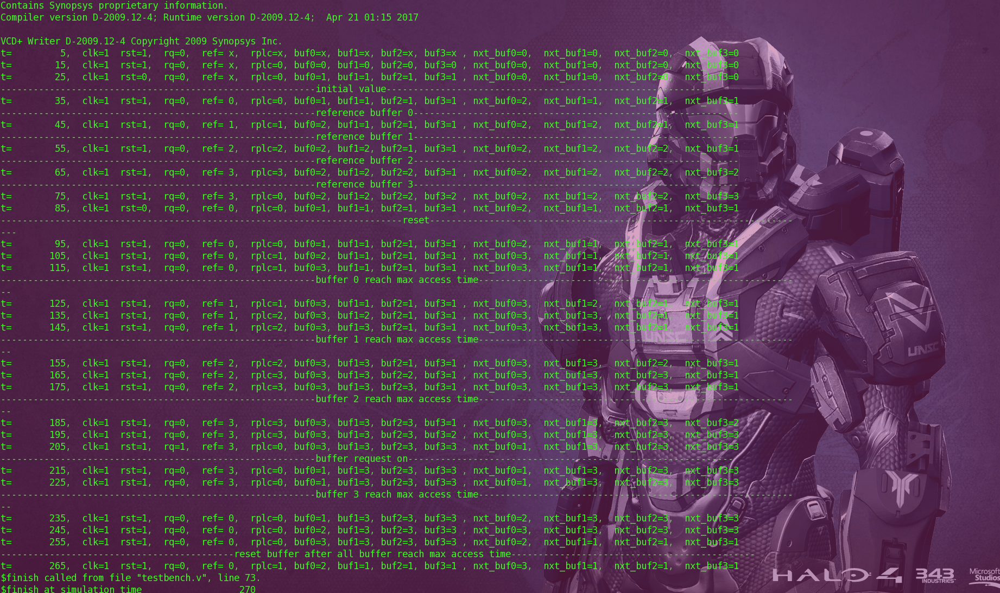 Contains Synopsys proprietary information.
Compiler version D-2009.12-4; Runtime version D-2009.12-4;  Apr 21 01:15 2017
VCD+ Writer D-2009.12-4 Copyright 2009 Synopsys Inc.
t=         5,  clk=1  rst=1,  rq=0,  ref= x,  rplc=x, buf0=x, buf1=x, buf2=x, buf3=x , nxt_buf0=0,  nxt_buf1=0,  nxt_buf2=0,  nxt_buf3=0
t=        15,  clk=1  rst=1,  rq=0,  ref= x,  rplc=0, buf0=0, buf1=0, buf2=0, buf3=0 , nxt_buf0=0,  nxt_buf1=0,  nxt_buf2=0,  nxt_buf3=0
t=        25,  clk=1  rst=0,  rq=0,  ref= x,  rplc=0, buf0=1, buf1=1, buf2=1, buf3=1 , nxt_buf0=0,  nxt_buf1=0,  nxt_buf2=0,  nxt_buf3=0
----------------------------------------------------------initial value-----------------------------------------------------------------
t=        35,  clk=1  rst=1,  rq=0,  ref= 0,  rplc=0, buf0=1, buf1=1, buf2=1, buf3=1 , nxt_buf0=2,  nxt_buf1=1,  nxt_buf2=1,  nxt_buf3=1
----------------------------------------------------------reference buffer 0------------------------------------------------------------
t=        45,  clk=1  rst=1,  rq=0,  ref= 1,  rplc=1, buf0=2, buf1=1, buf2=1, buf3=1 , nxt_buf0=2,  nxt_buf1=2,  nxt_buf2=1,  nxt_buf3=1
----------------------------------------------------------reference buffer 1------------------------------------------------------------
t=        55,  clk=1  rst=1,  rq=0,  ref= 2,  rplc=2, buf0=2, buf1=2, buf2=1, buf3=1 , nxt_buf0=2,  nxt_buf1=2,  nxt_buf2=2,  nxt_buf3=1
----------------------------------------------------------reference buffer 2------------------------------------------------------------
t=        65,  clk=1  rst=1,  rq=0,  ref= 3,  rplc=3, buf0=2, buf1=2, buf2=2, buf3=1 , nxt_buf0=2,  nxt_buf1=2,  nxt_buf2=2,  nxt_buf3=2
----------------------------------------------------------reference buffer 3------------------------------------------------------------
t=        75,  clk=1  rst=1,  rq=0,  ref= 3,  rplc=0, buf0=2, buf1=2, buf2=2, buf3=2 , nxt_buf0=2,  nxt_buf1=2,  nxt_buf2=2,  nxt_buf3=3
t=        85,  clk=1  rst=0,  rq=0,  ref= 0,  rplc=0, buf0=1, buf1=1, buf2=1, buf3=1 , nxt_buf0=2,  nxt_buf1=1,  nxt_buf2=1,  nxt_buf3=1
--------------------------------------------------------------------------reset-------------------------------------------------------------------
---
t=        95,  clk=1  rst=1,  rq=0,  ref= 0,  rplc=0, buf0=1, buf1=1, buf2=1, buf3=1 , nxt_buf0=2,  nxt_buf1=1,  nxt_buf2=1,  nxt_buf3=1
t=       105,  clk=1  rst=1,  rq=0,  ref= 0,  rplc=1, buf0=2, buf1=1, buf2=1, buf3=1 , nxt_buf0=3,  nxt_buf1=1,  nxt_buf2=1,  nxt_buf3=1
t=       115,  clk=1  rst=1,  rq=0,  ref= 0,  rplc=1, buf0=3, buf1=1, buf2=1, buf3=1 , nxt_buf0=3,  nxt_buf1=1,  nxt_buf2=1,  nxt_buf3=1
----------------------------------------------------------buffer 0 reach max access time----------------------------------------------------------
--
t=       125,  clk=1  rst=1,  rq=0,  ref= 1,  rplc=1, buf0=3, buf1=1, buf2=1, buf3=1 , nxt_buf0=3,  nxt_buf1=2,  nxt_buf2=1,  nxt_buf3=1
t=       135,  clk=1  rst=1,  rq=0,  ref= 1,  rplc=2, buf0=3, buf1=2, buf2=1, buf3=1 , nxt_buf0=3,  nxt_buf1=3,  nxt_buf2=1,  nxt_buf3=1
t=       145,  clk=1  rst=1,  rq=0,  ref= 1,  rplc=2, buf0=3, buf1=3, buf2=1, buf3=1 , nxt_buf0=3,  nxt_buf1=3,  nxt_buf2=1,  nxt_buf3=1
----------------------------------------------------------buffer 1 reach max access time----------------------------------------------------------
--
t=       155,  clk=1  rst=1,  rq=0,  ref= 2,  rplc=2, buf0=3, buf1=3, buf2=1, buf3=1 , nxt_buf0=3,  nxt_buf1=3,  nxt_buf2=2,  nxt_buf3=1
t=       165,  clk=1  rst=1,  rq=0,  ref= 2,  rplc=3, buf0=3, buf1=3, buf2=2, buf3=1 , nxt_buf0=3,  nxt_buf1=3,  nxt_buf2=3,  nxt_buf3=1
t=       175,  clk=1  rst=1,  rq=0,  ref= 2,  rplc=3, buf0=3, buf1=3, buf2=3, buf3=1 , nxt_buf0=3,  nxt_buf1=3,  nxt_buf2=3,  nxt_buf3=1
----------------------------------------------------------buffer 2 reach max access time----------------------------------------------------------
--
t=       185,  clk=1  rst=1,  rq=0,  ref= 3,  rplc=3, buf0=3, buf1=3, buf2=3, buf3=1 , nxt_buf0=3,  nxt_buf1=3,  nxt_buf2=3,  nxt_buf3=2
t=       195,  clk=1  rst=1,  rq=0,  ref= 3,  rplc=3, buf0=3, buf1=3, buf2=3, buf3=2 , nxt_buf0=3,  nxt_buf1=3,  nxt_buf2=3,  nxt_buf3=3
t=       205,  clk=1  rst=1,  rq=1,  ref= 3,  rplc=0, buf0=3, buf1=3, buf2=3, buf3=3 , nxt_buf0=1,  nxt_buf1=3,  nxt_buf2=3,  nxt_buf3=3
----------------------------------------------------------buffer request on------------------------------------------------------------
t=       215,  clk=1  rst=1,  rq=0,  ref= 3,  rplc=0, buf0=1, buf1=3, buf2=3, buf3=3 , nxt_buf0=1,  nxt_buf1=3,  nxt_buf2=3,  nxt_buf3=3
t=       225,  clk=1  rst=1,  rq=0,  ref= 3,  rplc=0, buf0=1, buf1=3, buf2=3, buf3=3 , nxt_buf0=1,  nxt_buf1=3,  nxt_buf2=3,  nxt_buf3=3
----------------------------------------------------------buffer 3 reach max access time----------------------------------------------------------
--
t=       235,  clk=1  rst=1,  rq=0,  ref= 0,  rplc=0, buf0=1, buf1=3, buf2=3, buf3=3 , nxt_buf0=2,  nxt_buf1=3,  nxt_buf2=3,  nxt_buf3=3
t=       245,  clk=1  rst=1,  rq=0,  ref= 0,  rplc=0, buf0=2, buf1=3, buf2=3, buf3=3 , nxt_buf0=3,  nxt_buf1=3,  nxt_buf2=3,  nxt_buf3=3
t=       255,  clk=1  rst=1,  rq=0,  ref= 0,  rplc=0, buf0=3, buf1=3, buf2=3, buf3=3 , nxt_buf0=2,  nxt_buf1=1,  nxt_buf2=1,  nxt_buf3=1
-------------------------------------------reset buffer after all buffer reach max access time---------------------------------------------
t=       265,  clk=1  rst=1,  rq=0,  ref= 0,  rplc=1, buf0=2, buf1=1, buf2=1, buf3=1 , nxt_buf0=3,  nxt_buf1=1,  nxt_buf2=1,  nxt_buf3=1
$finish called from file "testbench.v", line 73.
$finish at simulation time                  270
UNSC
UNSC
HALO 4
343 INDUSTRIES
Microsoft Studios